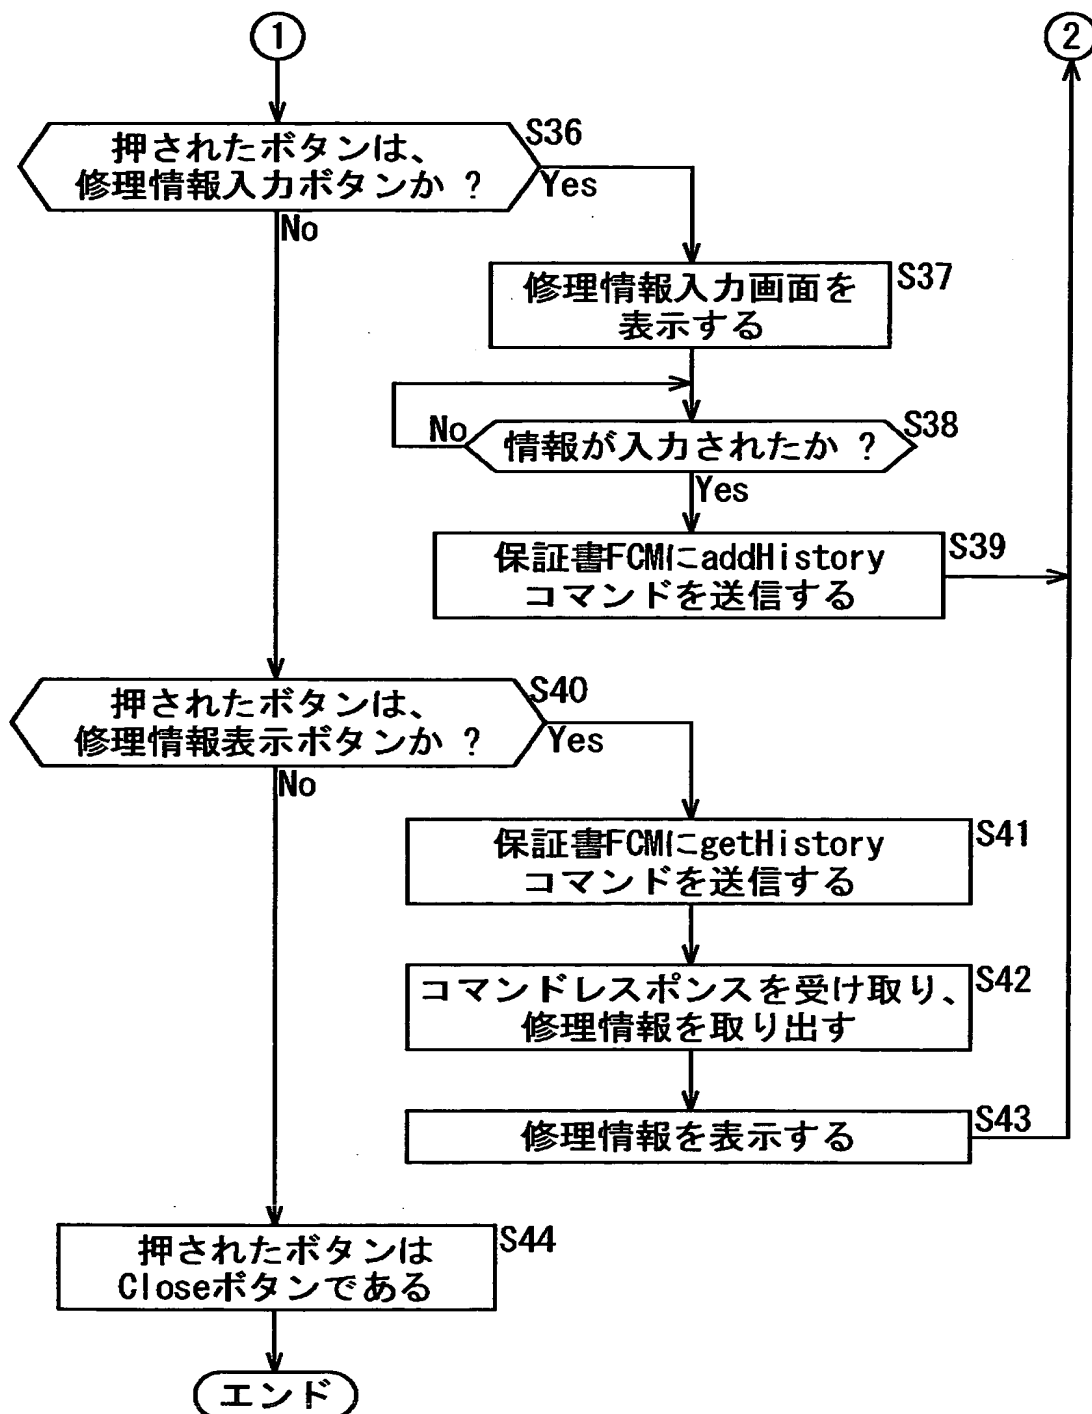 1
2
押されたボタンは、
修理情報入力ボタンか ?
S36
Yes
No
修理情報入力画面を
表示する
S37
No
情報が入力されたか ?
S38
Yes
保証書FCMにaddHistory
コマンドを送信する
S39
押されたボタンは、
修理情報表示ボタンか ?
S40
Yes
No
保証書FCMにgetHistory
コマンドを送信する
S41
コマンドレスポンスを受け取り、
修理情報を取り出す
S42
修理情報を表示する
S43
押されたボタンは
Closeボタンである
S44
エンド